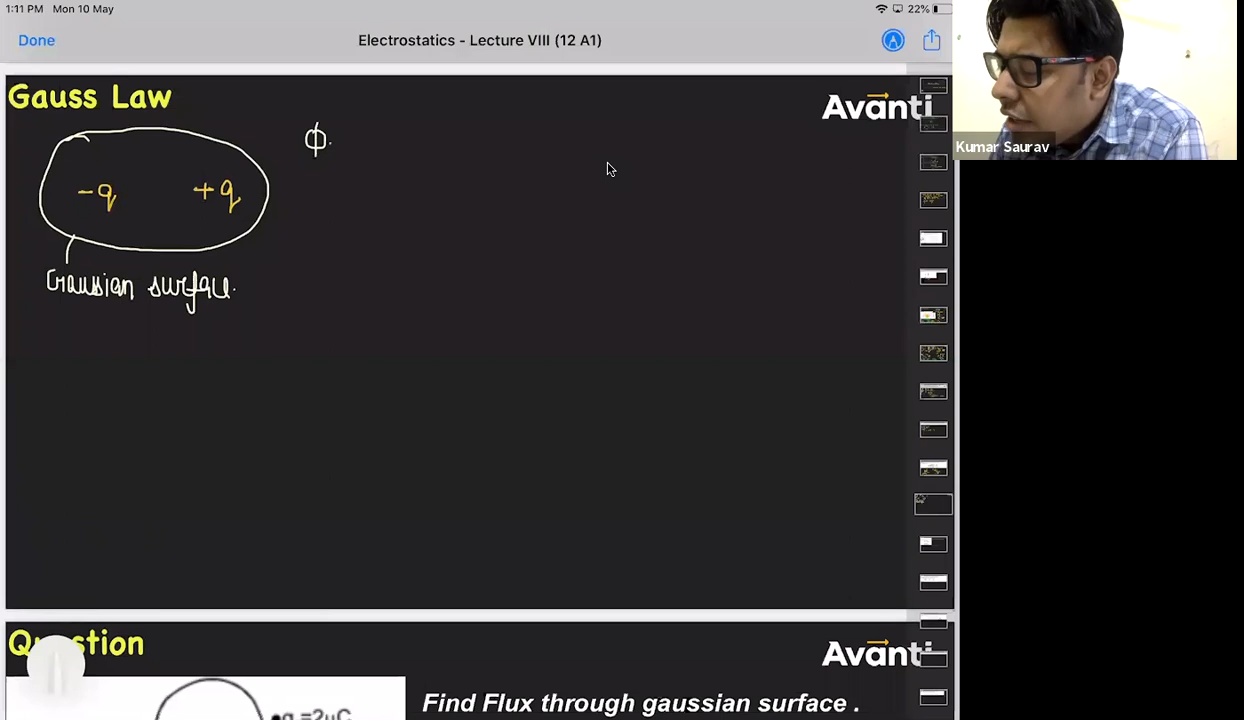 1:11 PM Mon 10 May
22%
Done
Electrostatics - Lecture VIII (12 A1)
Gauss Law
Avanti
Kumar Saurav
ϕ.
-q +q
Gaussian surface.
Question
Avanti
Find Flux through gaussian surface .